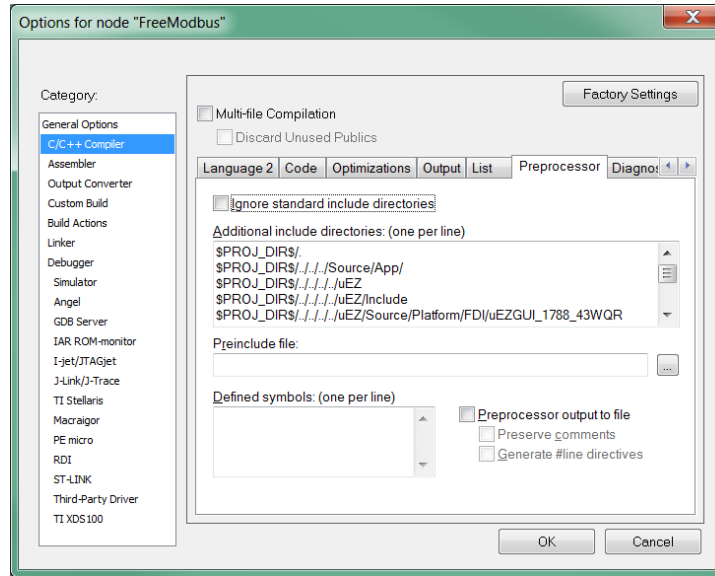 Options for node "FreeModbus"
X
Category:
Factory Settings
General Options
C/C++ Compiler
Assembler
Output Converter
Custom Build
Build Actions
Linker
Debugger
Simulator
Angel
GDB Server
IAR ROM-monitor
I-jet/JTAGjet
J-Link/J-Trace
TI Stellaris
Macraigor
PE micro
RDI
ST-LINK
Third-Party Driver
TI XDS100
Multi-file Compilation
Discard Unused Publics
Language 2 Code Optimizations Output List Preprocessor Diagnos
Ignore standard include directories
Additional include directories: (one per line)
$PROJ_DIR$/.
$PROJ_DIR$/../../../Source/App/
$PROJ_DIR$/../../../../uEZ
$PROJ_DIR$/../../../../uEZ/Include
$PROJ_DIR$/../../../../uEZ/Source/Platform/FDI/uEZGUI_1788_43WQR
Preinclude file:
...
Defined symbols: (one per line)
Preprocessor output to file
Preserve comments
Generate #line directives
OK Cancel